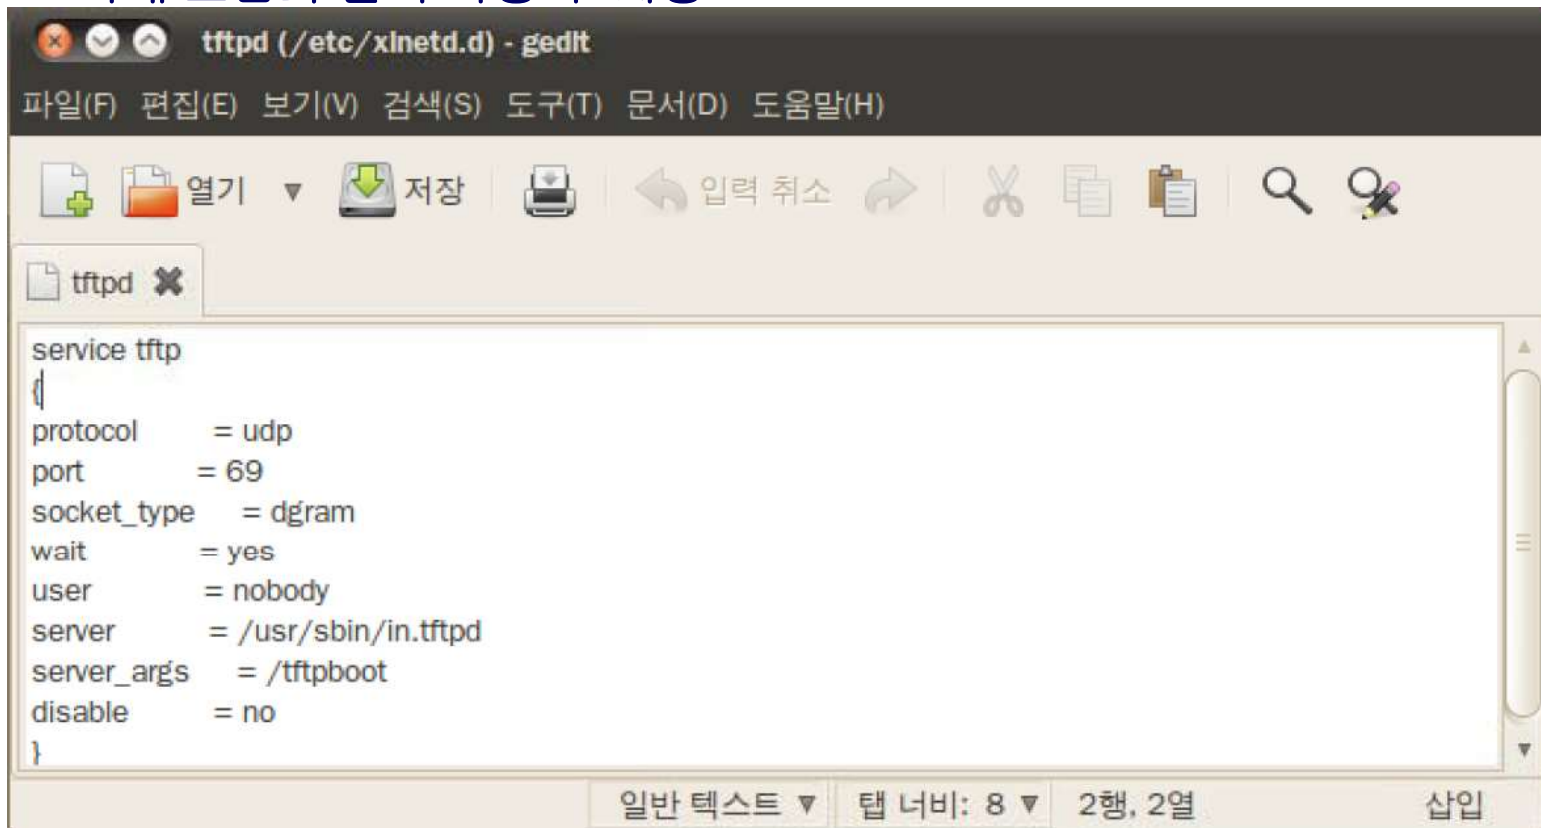 tftpd (/etc/xinetd.d) - gedit
파일(F) 편집(E) 보기(V) 검색(S) 도구(T) 문서(D) 도움말(H)
열기 저장 입력 취소
tftpd
service tftp
{
protocol = udp
port = 69
socket_type = dgram
wait = yes
user = nobody
server = /usr/sbin/in.tftpd
server_args = /tftpboot
disable = no
}
일반 텍스트 탭 너비: 8 2행, 2열 삽입